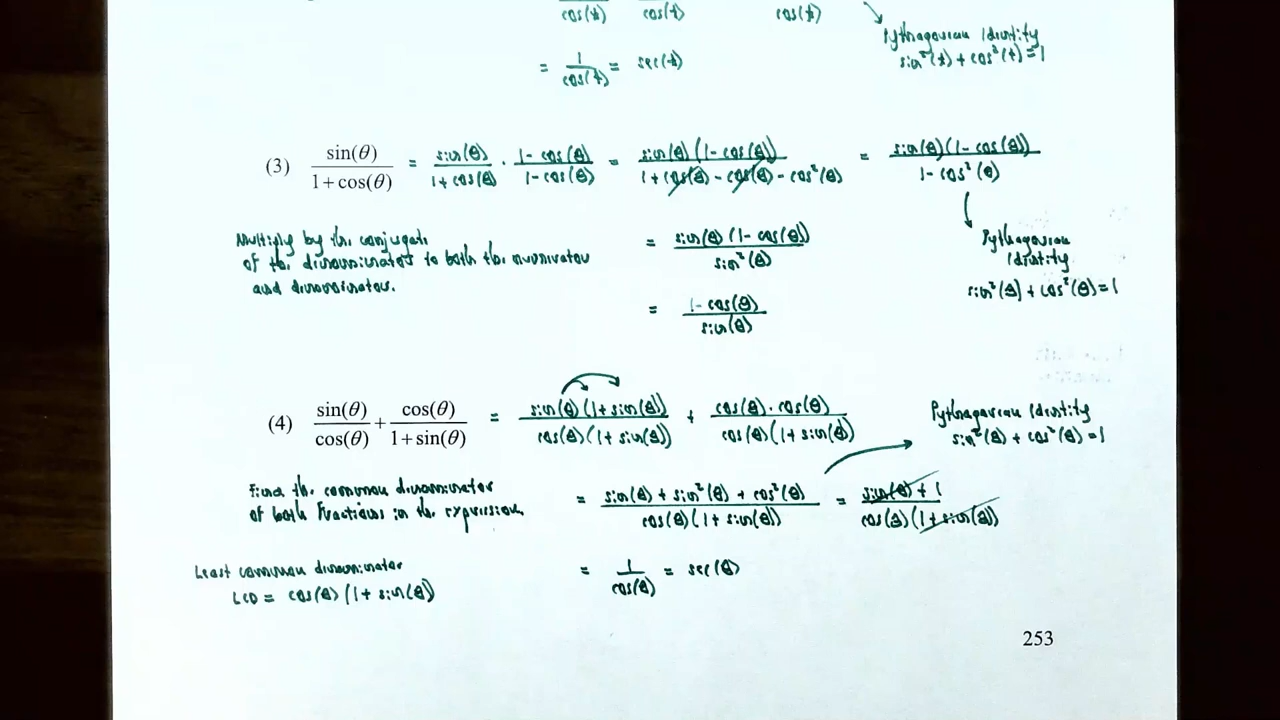 cos(t) cos(t) cos(t)
Pythagorean Identity
sin²(t) + cos²(t) = 1
= 1/cos(t) = sec(t)
(3) sin(θ)/(1+cos(θ)) = sin(θ)/(1+cos(θ)) · (1-cos(θ))/(1-cos(θ)) = sin(θ)(1-cos(θ))/(1+cos(θ)-cos(θ)-cos²(θ)) = sin(θ)(1-cos(θ))/(1-cos²(θ))
Multiply by the conjugate
of the denominator to both the numerator
and denominator.
= sin(θ)(1-cos(θ))/sin²(θ)
Pythagorean
Identity
sin²(θ) + cos²(θ) = 1
= (1-cos(θ))/sin(θ)
(4) sin(θ)/cos(θ) + cos(θ)/(1+sin(θ)) = sin(θ)(1+sin(θ))/(cos(θ)(1+sin(θ))) + cos(θ)·cos(θ)/(cos(θ)(1+sin(θ)))
Pythagorean Identity
sin²(θ) + cos²(θ) = 1
Find the common denominator
of both fractions in the expression.
= (sin(θ) + sin²(θ) + cos²(θ))/(cos(θ)(1+sin(θ))) = (sin(θ)+1)/(cos(θ)(1+sin(θ)))
Least common denominator
LCD = cos(θ)(1+sin(θ))
= 1/cos(θ) = sec(θ)
253